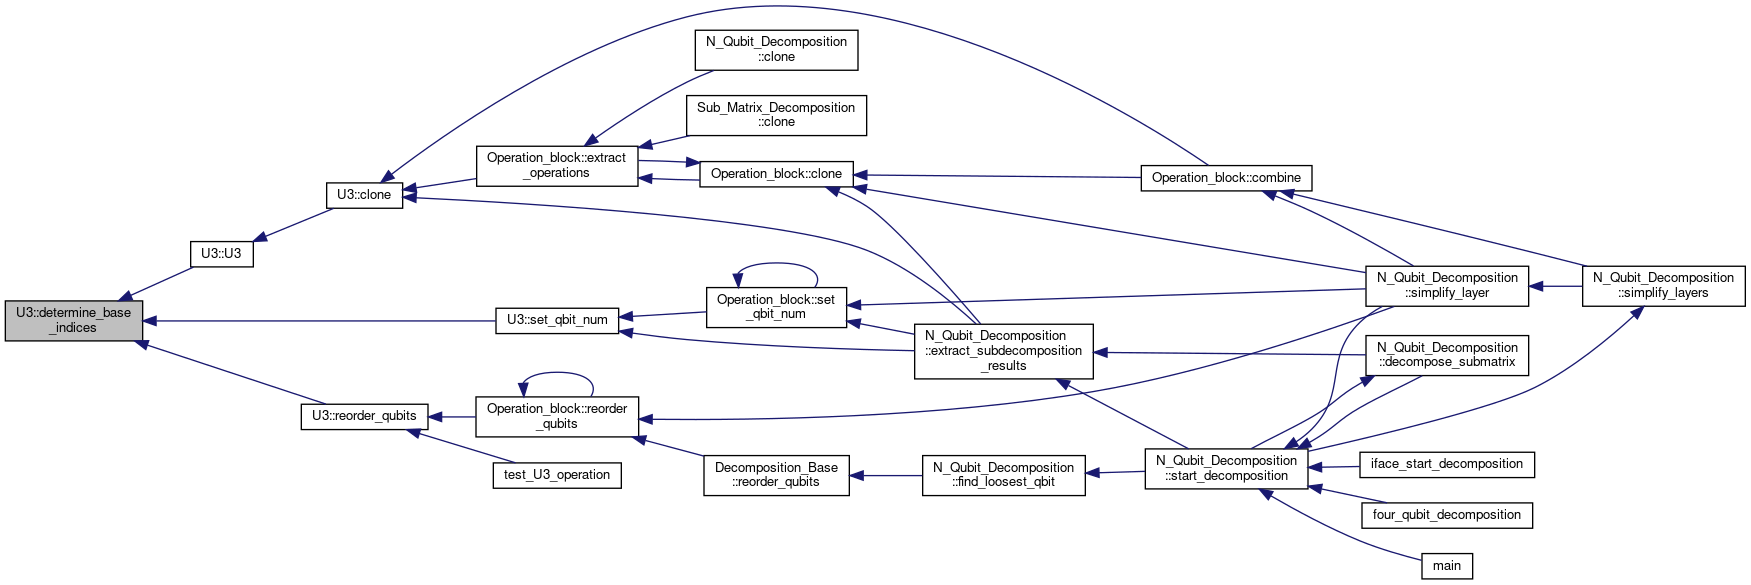 N_Qubit_Decomposition
::clone
Sub_Matrix_Decomposition
::clone
Operation_block::extract
_operations
Operation_block::clone
Operation_block::combine
U3::clone
U3::U3
U3::determine_base
_indices
U3::set_qbit_num
Operation_block::set
_qbit_num
N_Qubit_Decomposition
::simplify_layer
N_Qubit_Decomposition
::simplify_layers
N_Qubit_Decomposition
::extract_subdecomposition
_results
N_Qubit_Decomposition
::decompose_submatrix
U3::reorder_qubits
Operation_block::reorder
_qubits
test_U3_operation
Decomposition_Base
::reorder_qubits
N_Qubit_Decomposition
::find_loosest_qbit
N_Qubit_Decomposition
::start_decomposition
iface_start_decomposition
four_qubit_decomposition
main